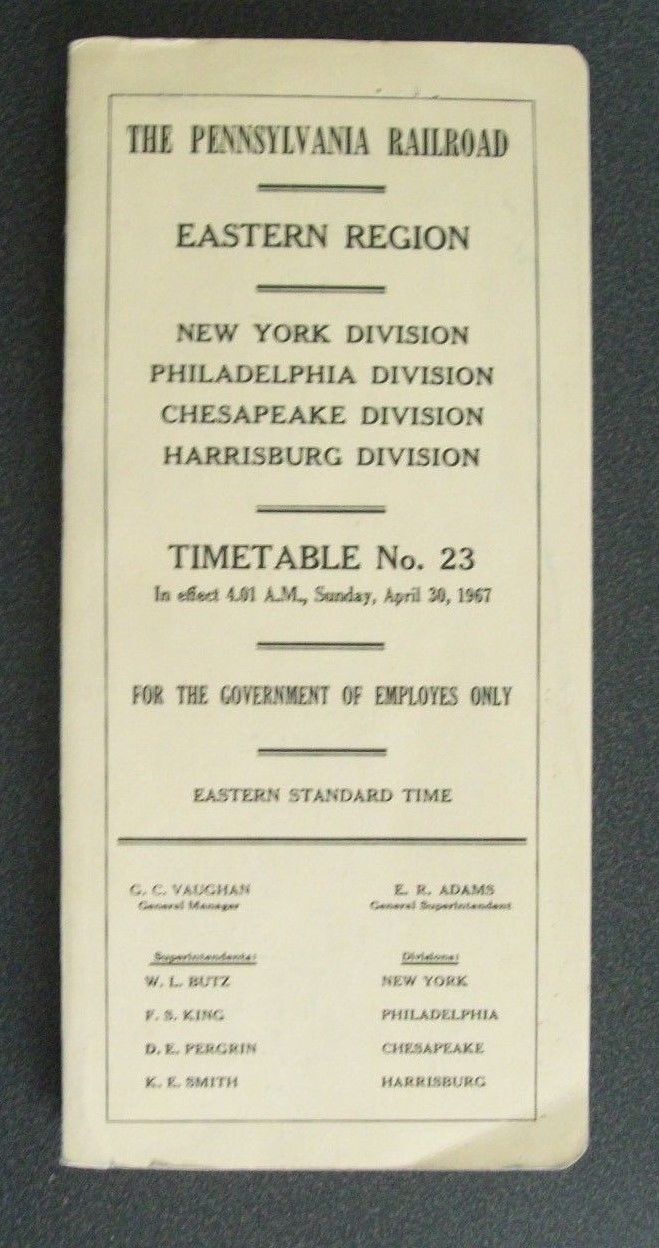 THE PENNSYLVANIA RAILROAD
EASTERN REGION
NEW YORK DIVISION
PHILADELPHIA DIVISION
CHESAPEAKE DIVISION
HARRISBURG DIVISION
TIMETABLE No. 23
In effect 4.01 A.M., Sunday, April 30, 1967
FOR THE GOVERNMENT OF EMPLOYES ONLY
EASTERN STANDARD TIME
G. C. VAUGHAN E. R. ADAMS
General Manager General Superintendent
Superintendents: Divisions:
W. L. BUTZ NEW YORK
F. S. KING PHILADELPHIA
D. E. PERGRIN CHESAPEAKE
K. E. SMITH HARRISBURG